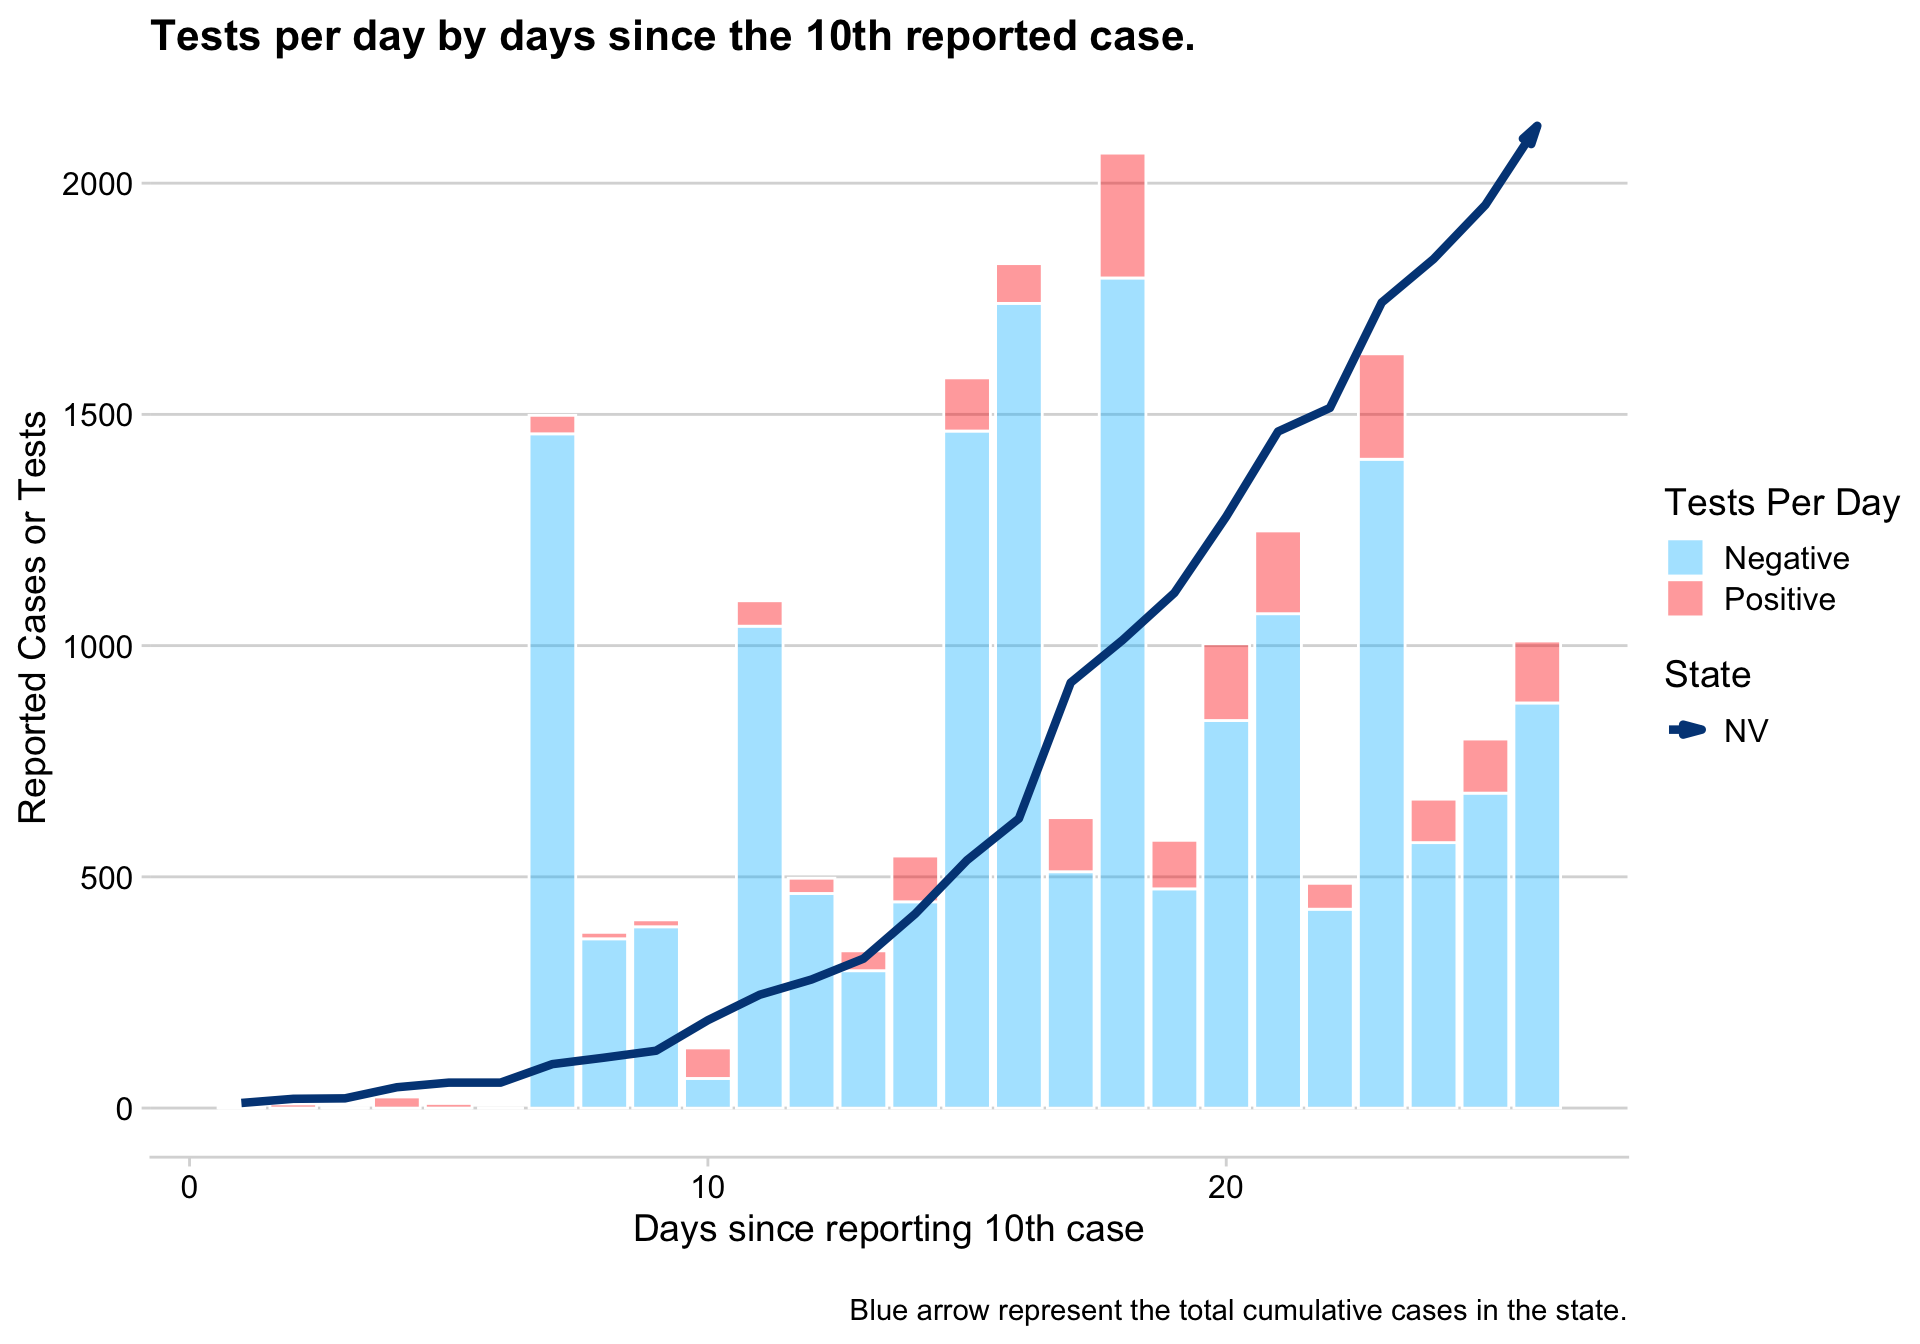 Tests per day by days since the 10th reported case.
Reported Cases or Tests
2000
1500
1000
500
0
0 10 20
Days since reporting 10th case
Tests Per Day
Negative
Positive
State
NV
Blue arrow represent the total cumulative cases in the state.